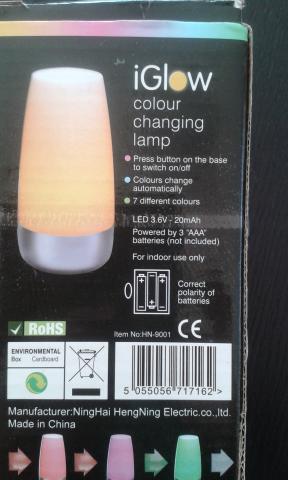 iGlow
colour
changing
lamp
Press button on the base
to switch on/off
Colours change
automatically
7 different colours
LED 3.6V - 20mAh
Powered by 3 "AAA"
batteries (not included)
For indoor use only
Correct
polarity of
batteries
RoHS
Item No:HN-9001 CE
ENVIRONMENTAL
Box Cardboard
5 055056 717162 >
Manufacturer:NingHai HengNing Electric.co.,ltd.
Made in China